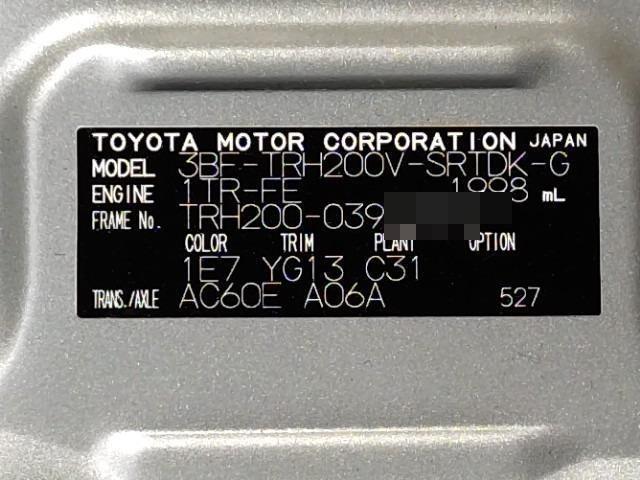 TOYOTA MOTOR CORPORATION JAPAN
MODEL 3BF-TRH200V-SRTDK-G
ENGINE 1TR-FE 1998 mL
FRAME No. TRH200-039
COLOR TRIM PLANT OPTION
1E7 YG13 C31
TRANS./AXLE AC60E A06A 527